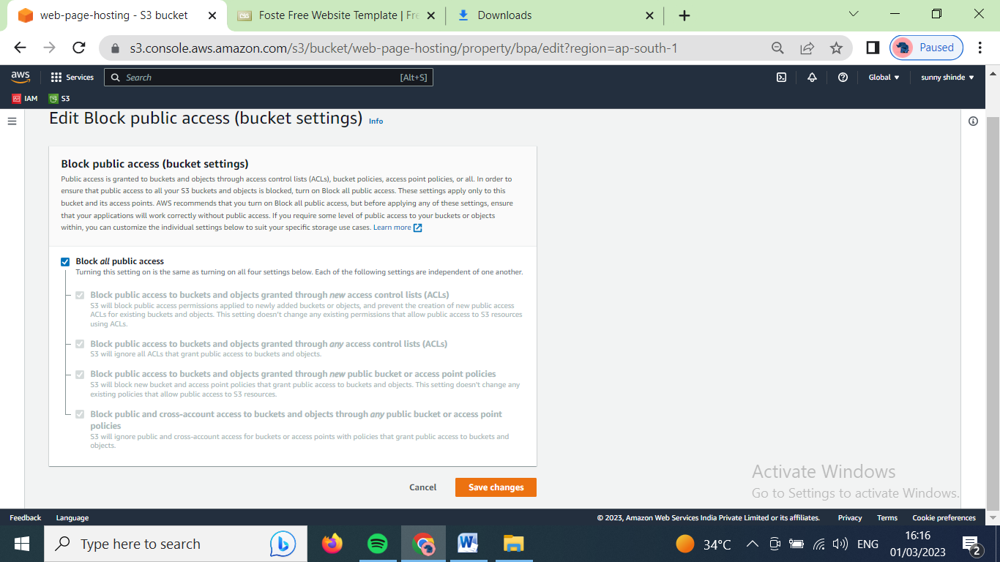 web-page-hosting - S3 bucket
Foste Free Website Template | Fre
Downloads
s3.console.aws.amazon.com/s3/bucket/web-page-hosting/property/bpa/edit?region=ap-south-1
Paused
aws
Services
Search
[Alt+S]
Global
sunny shinde
IAM
S3
Edit Block public access (bucket settings) Info
Block public access (bucket settings)
Public access is granted to buckets and objects through access control lists (ACLs), bucket policies, access point policies, or all. In order to
ensure that public access to all your S3 buckets and objects is blocked, turn on Block all public access. These settings apply only to this
bucket and its access points. AWS recommends that you turn on Block all public access, but before applying any of these settings, ensure
that your applications will work correctly without public access. If you require some level of public access to your buckets or objects
within, you can customize the individual settings below to suit your specific storage use cases. Learn more
Block all public access
Turning this setting on is the same as turning on all four settings below. Each of the following settings are independent of one another.
Block public access to buckets and objects granted through new access control lists (ACLs)
S3 will block public access permissions applied to newly added buckets or objects, and prevent the creation of new public access
ACLs for existing buckets and objects. This setting doesn't change any existing permissions that allow public access to S3 resources
using ACLs.
Block public access to buckets and objects granted through any access control lists (ACLs)
S3 will ignore all ACLs that grant public access to buckets and objects.
Block public access to buckets and objects granted through new public bucket or access point policies
S3 will block new bucket and access point policies that grant public access to buckets and objects. This setting doesn't change any
existing policies that allow public access to S3 resources.
Block public and cross-account access to buckets and objects through any public bucket or access point
policies
S3 will ignore public and cross-account access for buckets or access points with policies that grant public access to buckets and
objects.
Cancel
Save changes
Activate Windows
Go to Settings to activate Windows.
Feedback
Language
© 2023, Amazon Web Services India Private Limited or its affiliates.
Privacy
Terms
Cookie preferences
Type here to search
34°C
ENG
16:16
01/03/2023
2